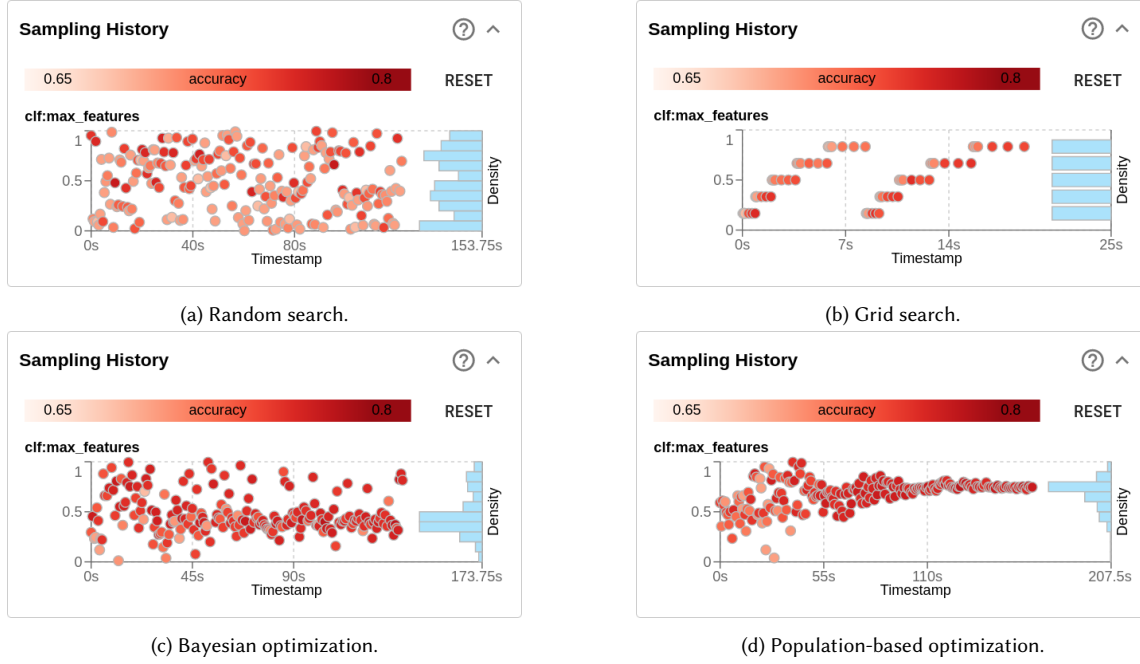 Sampling History
0.65 accuracy 0.8 RESET
clf:max_features
1
0.5
0
Density
0s 40s 80s 153.75s
Timestamp
(a) Random search.
Sampling History
0.65 accuracy 0.8 RESET
clf:max_features
1
0.5
0
Density
0s 7s 14s 25s
Timestamp
(b) Grid search.
Sampling History
0.65 accuracy 0.8 RESET
clf:max_features
1
0.5
0
Density
0s 45s 90s 173.75s
Timestamp
(c) Bayesian optimization.
Sampling History
0.65 accuracy 0.8 RESET
clf:max_features
1
0.5
0
Density
0s 55s 110s 207.5s
Timestamp
(d) Population-based optimization.